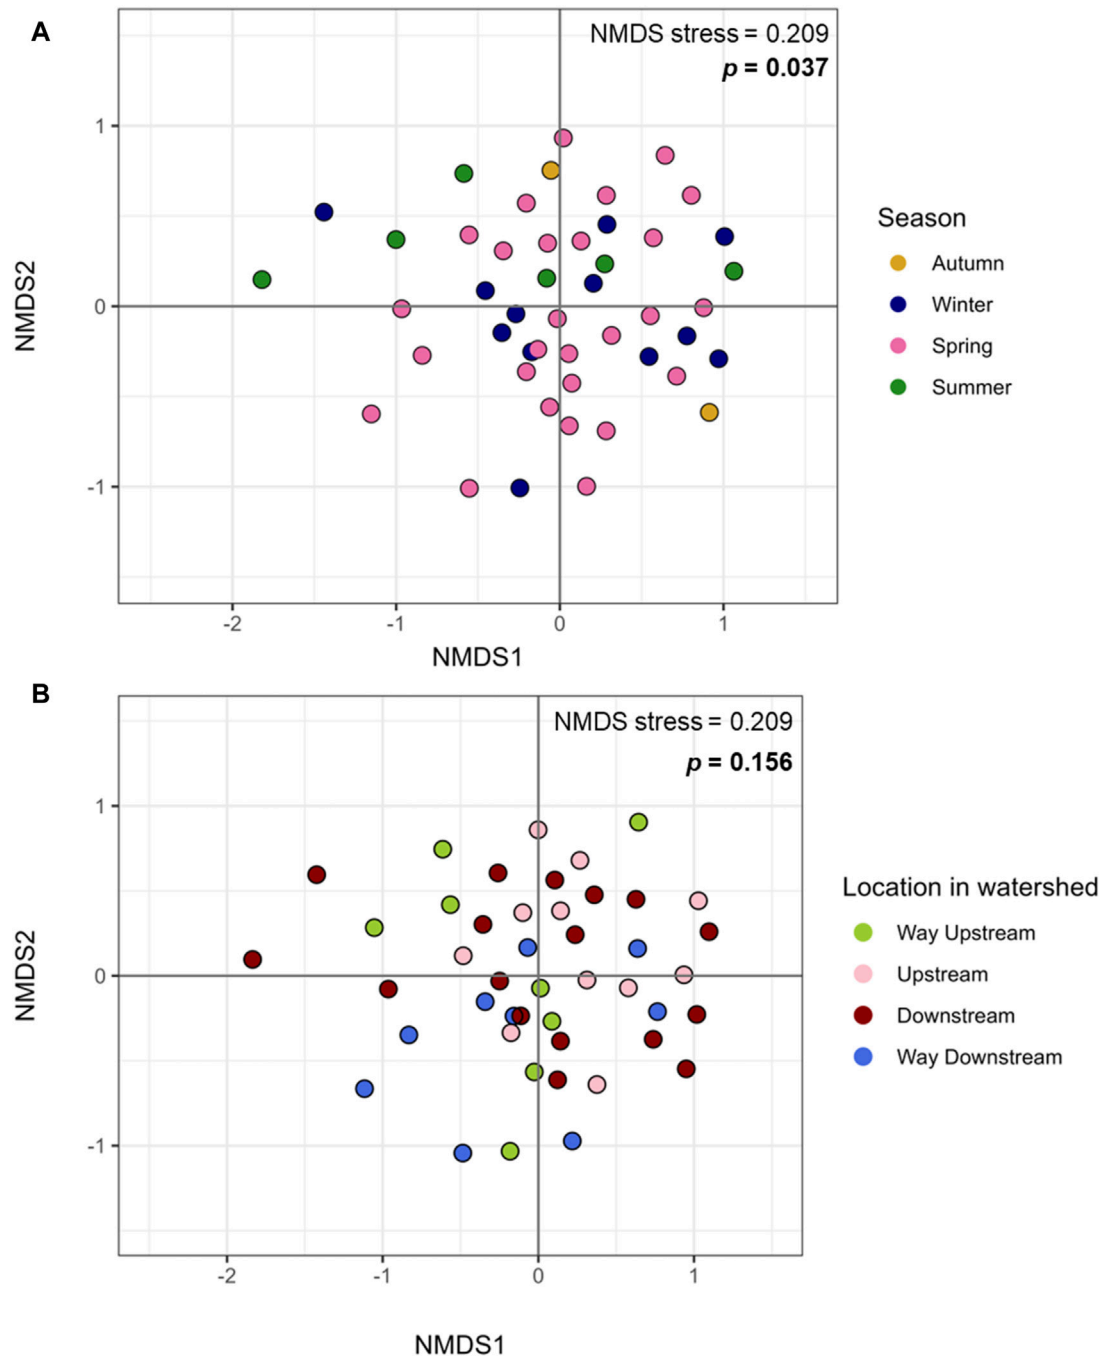 A
NMDS stress = 0.209
p = 0.037
1
0
-1
NMDS2
-2
-1
0
1
NMDS1
Season
Autumn
Winter
Spring
Summer
B
NMDS stress = 0.209
p = 0.156
1
0
-1
NMDS2
-2
-1
0
1
NMDS1
Location in watershed
Way Upstream
Upstream
Downstream
Way Downstream